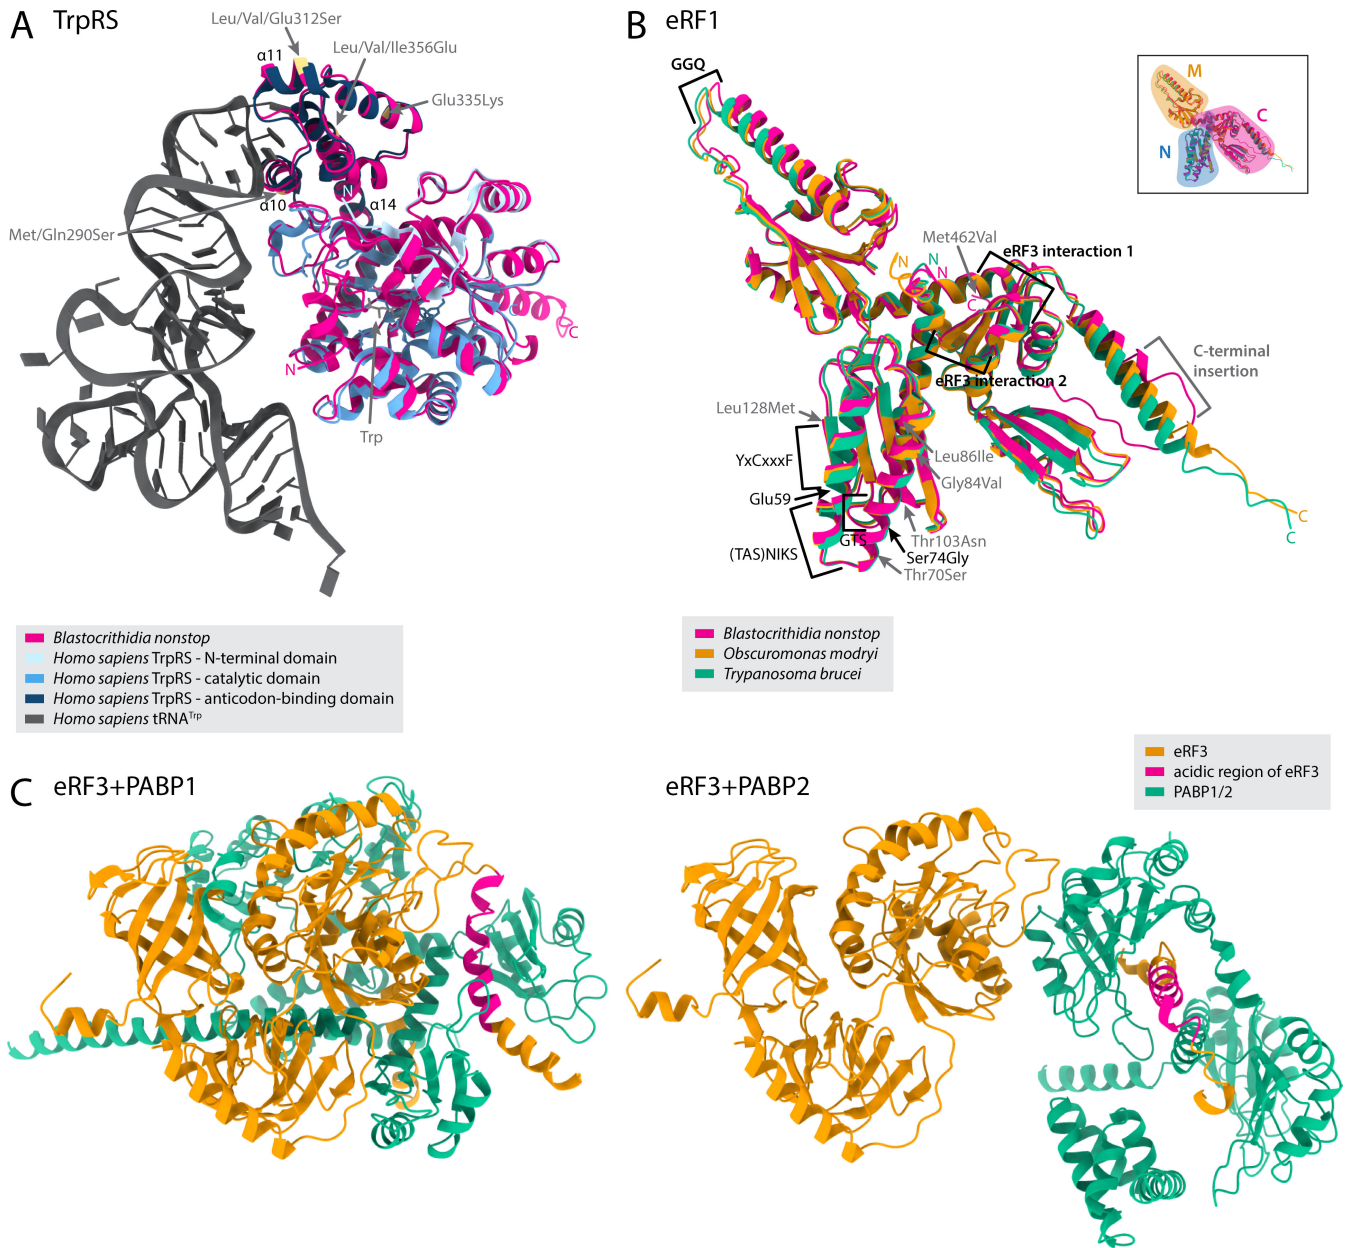 A TrpRS
Leu/Val/Glu312Ser
α11
Leu/Val/Ile356Glu
Glu335Lys
N
α10
α14
Met/Gln290Ser
C
N
Trp
Blastocrithidia nonstop
Homo sapiens TrpRS - N-terminal domain
Homo sapiens TrpRS - catalytic domain
Homo sapiens TrpRS - anticodon-binding domain
Homo sapiens tRNATrp
B eRF1
GGQ
M
C
N
Met462Val
eRF3 interaction 1
N
N
N
C
C-terminal
insertion
eRF3 interaction 2
Leu128Met
YxCxxxF
Leu86Ile
Gly84Val
Glu59
GTS
Thr103Asn
(TAS)NIKS
Ser74Gly
Thr70Ser
C
C
Blastocrithidia nonstop
Obscuromonas modryi
Trypanosoma brucei
C eRF3+PABP1
eRF3+PABP2
eRF3
acidic region of eRF3
PABP1/2